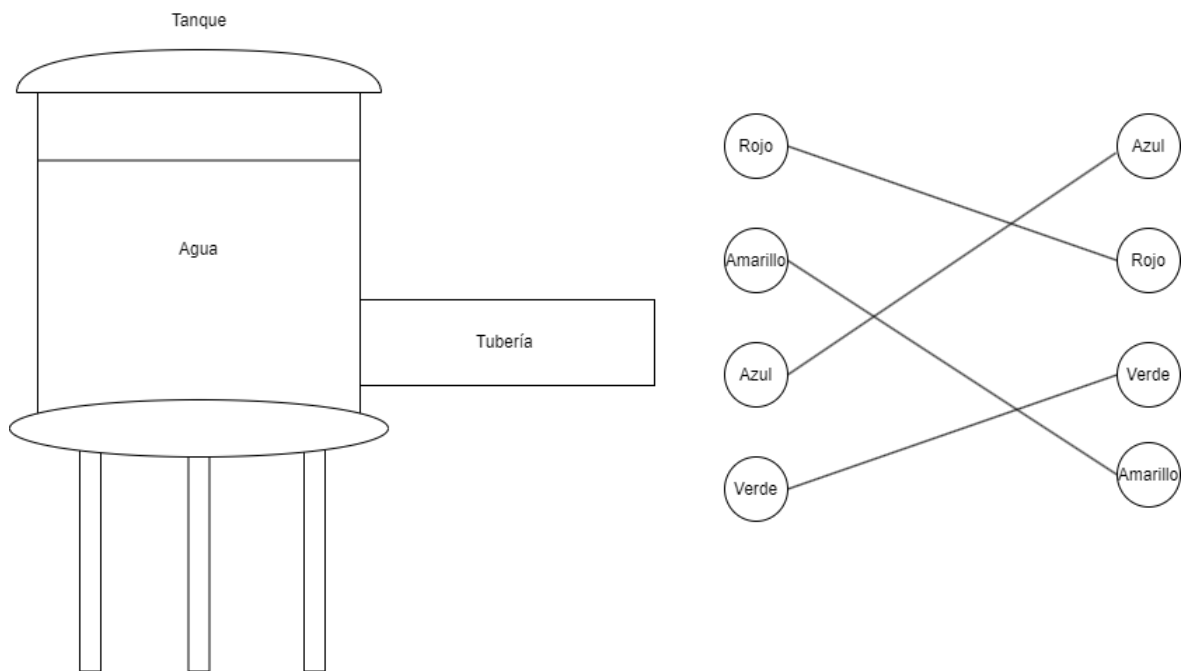 Tanque
Agua
Tubería
Rojo
Amarillo
Azul
Verde
Azul
Rojo
Verde
Amarillo